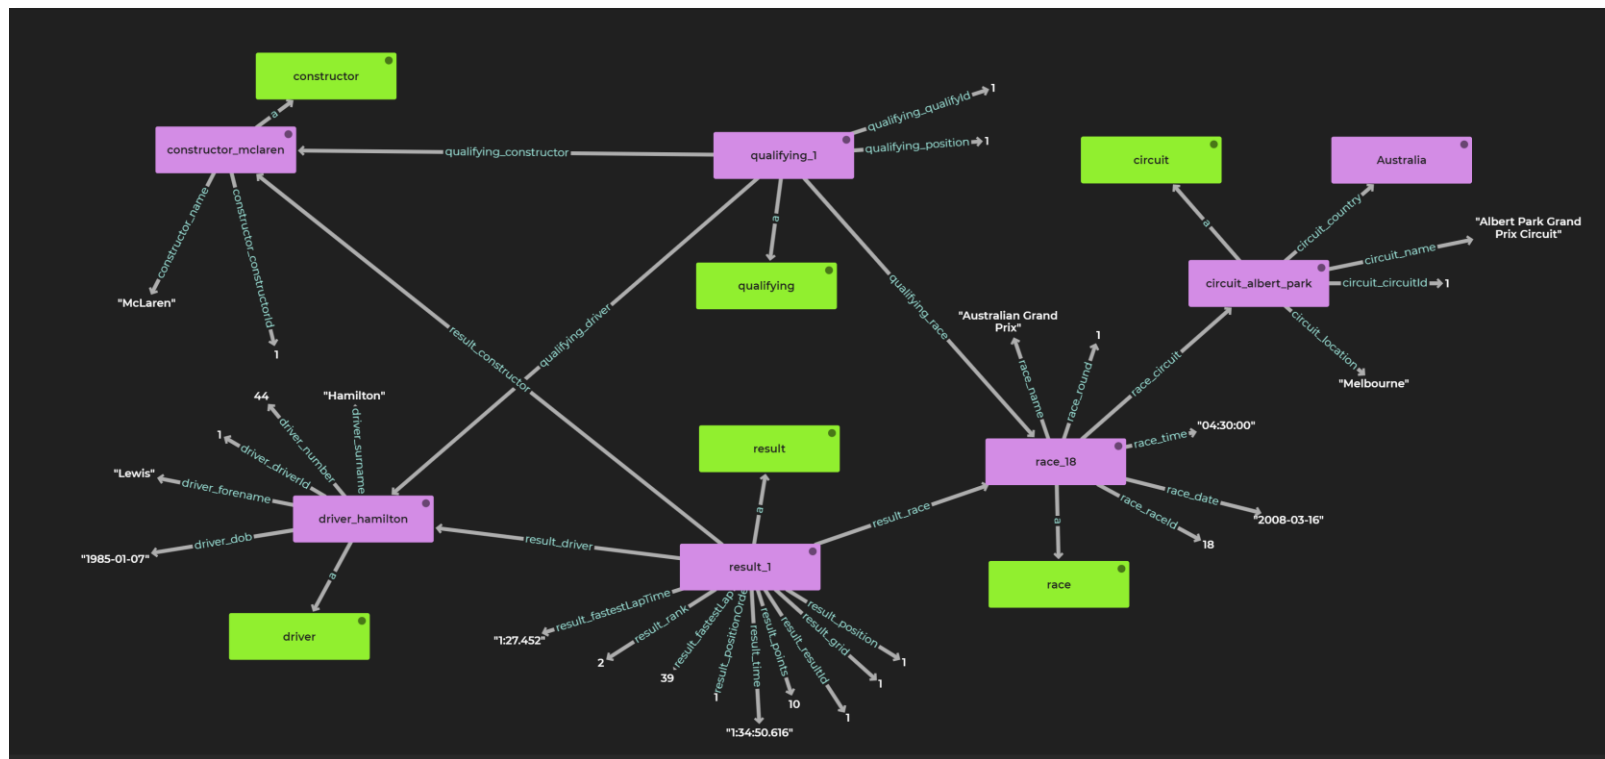 constructor
a
constructor_mclaren
qualifying_constructor
qualifying_1
qualifying_qualifyId
1
qualifying_position
1
circuit
Australia
a
circuit_country
"Albert Park Grand
Prix Circuit"
circuit_name
circuit_albert_park
circuit_circuitId
1
circuit_location
"Melbourne"
constructor_name
"McLaren"
constructor_constructorId
1
a
qualifying
qualifying_driver
qualifying_race
result_constructor
"Australian Grand
Prix"
race_name
1
race_round
race_circuit
race_18
race_time
"04:30:00"
race_date
"2008-03-16"
race_raceId
18
a
race
44
driver_number
"Hamilton"
driver_surname
1
driver_driverId
"Lewis"
driver_forename
driver_hamilton
driver_dob
"1985-01-07"
a
driver
result
a
result_race
result_driver
result_1
result_fastestLapTime
"1:27.452"
result_rank
2
result_fastestLap
39
result_positionOrde
1
result_time
"1:34:50.616"
result_points
10
result_resultId
1
result_grid
1
result_position
1